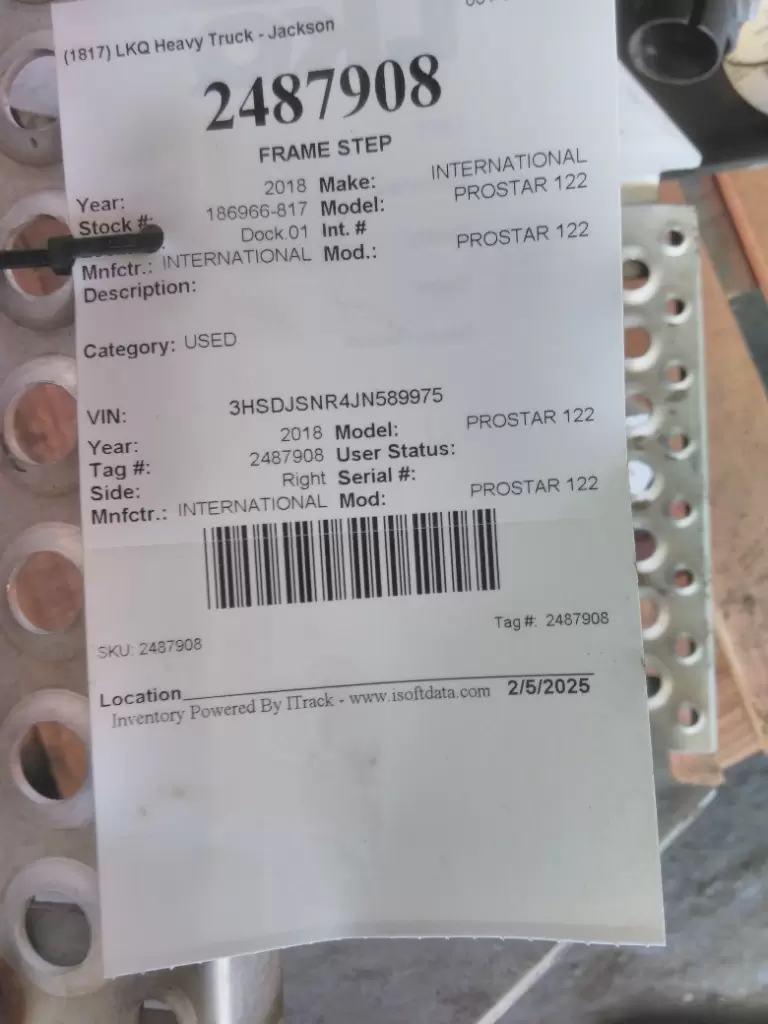 (1817) LKQ Heavy Truck - Jackson
2487908
FRAME STEP
Year: 2018 Make: INTERNATIONAL
Stock #: 186966-817 Model: PROSTAR 122
Dock.01 Int. #
Mnfctr.: INTERNATIONAL Mod.: PROSTAR 122
Description:
Category: USED
VIN: 3HSDJSNR4JN589975
Year: 2018 Model: PROSTAR 122
Tag #: 2487908 User Status:
Side: Right Serial #:
Mnfctr.: INTERNATIONAL Mod: PROSTAR 122
SKU: 2487908 Tag #: 2487908
Location
Inventory Powered By ITrack - www.isoftdata.com 2/5/2025